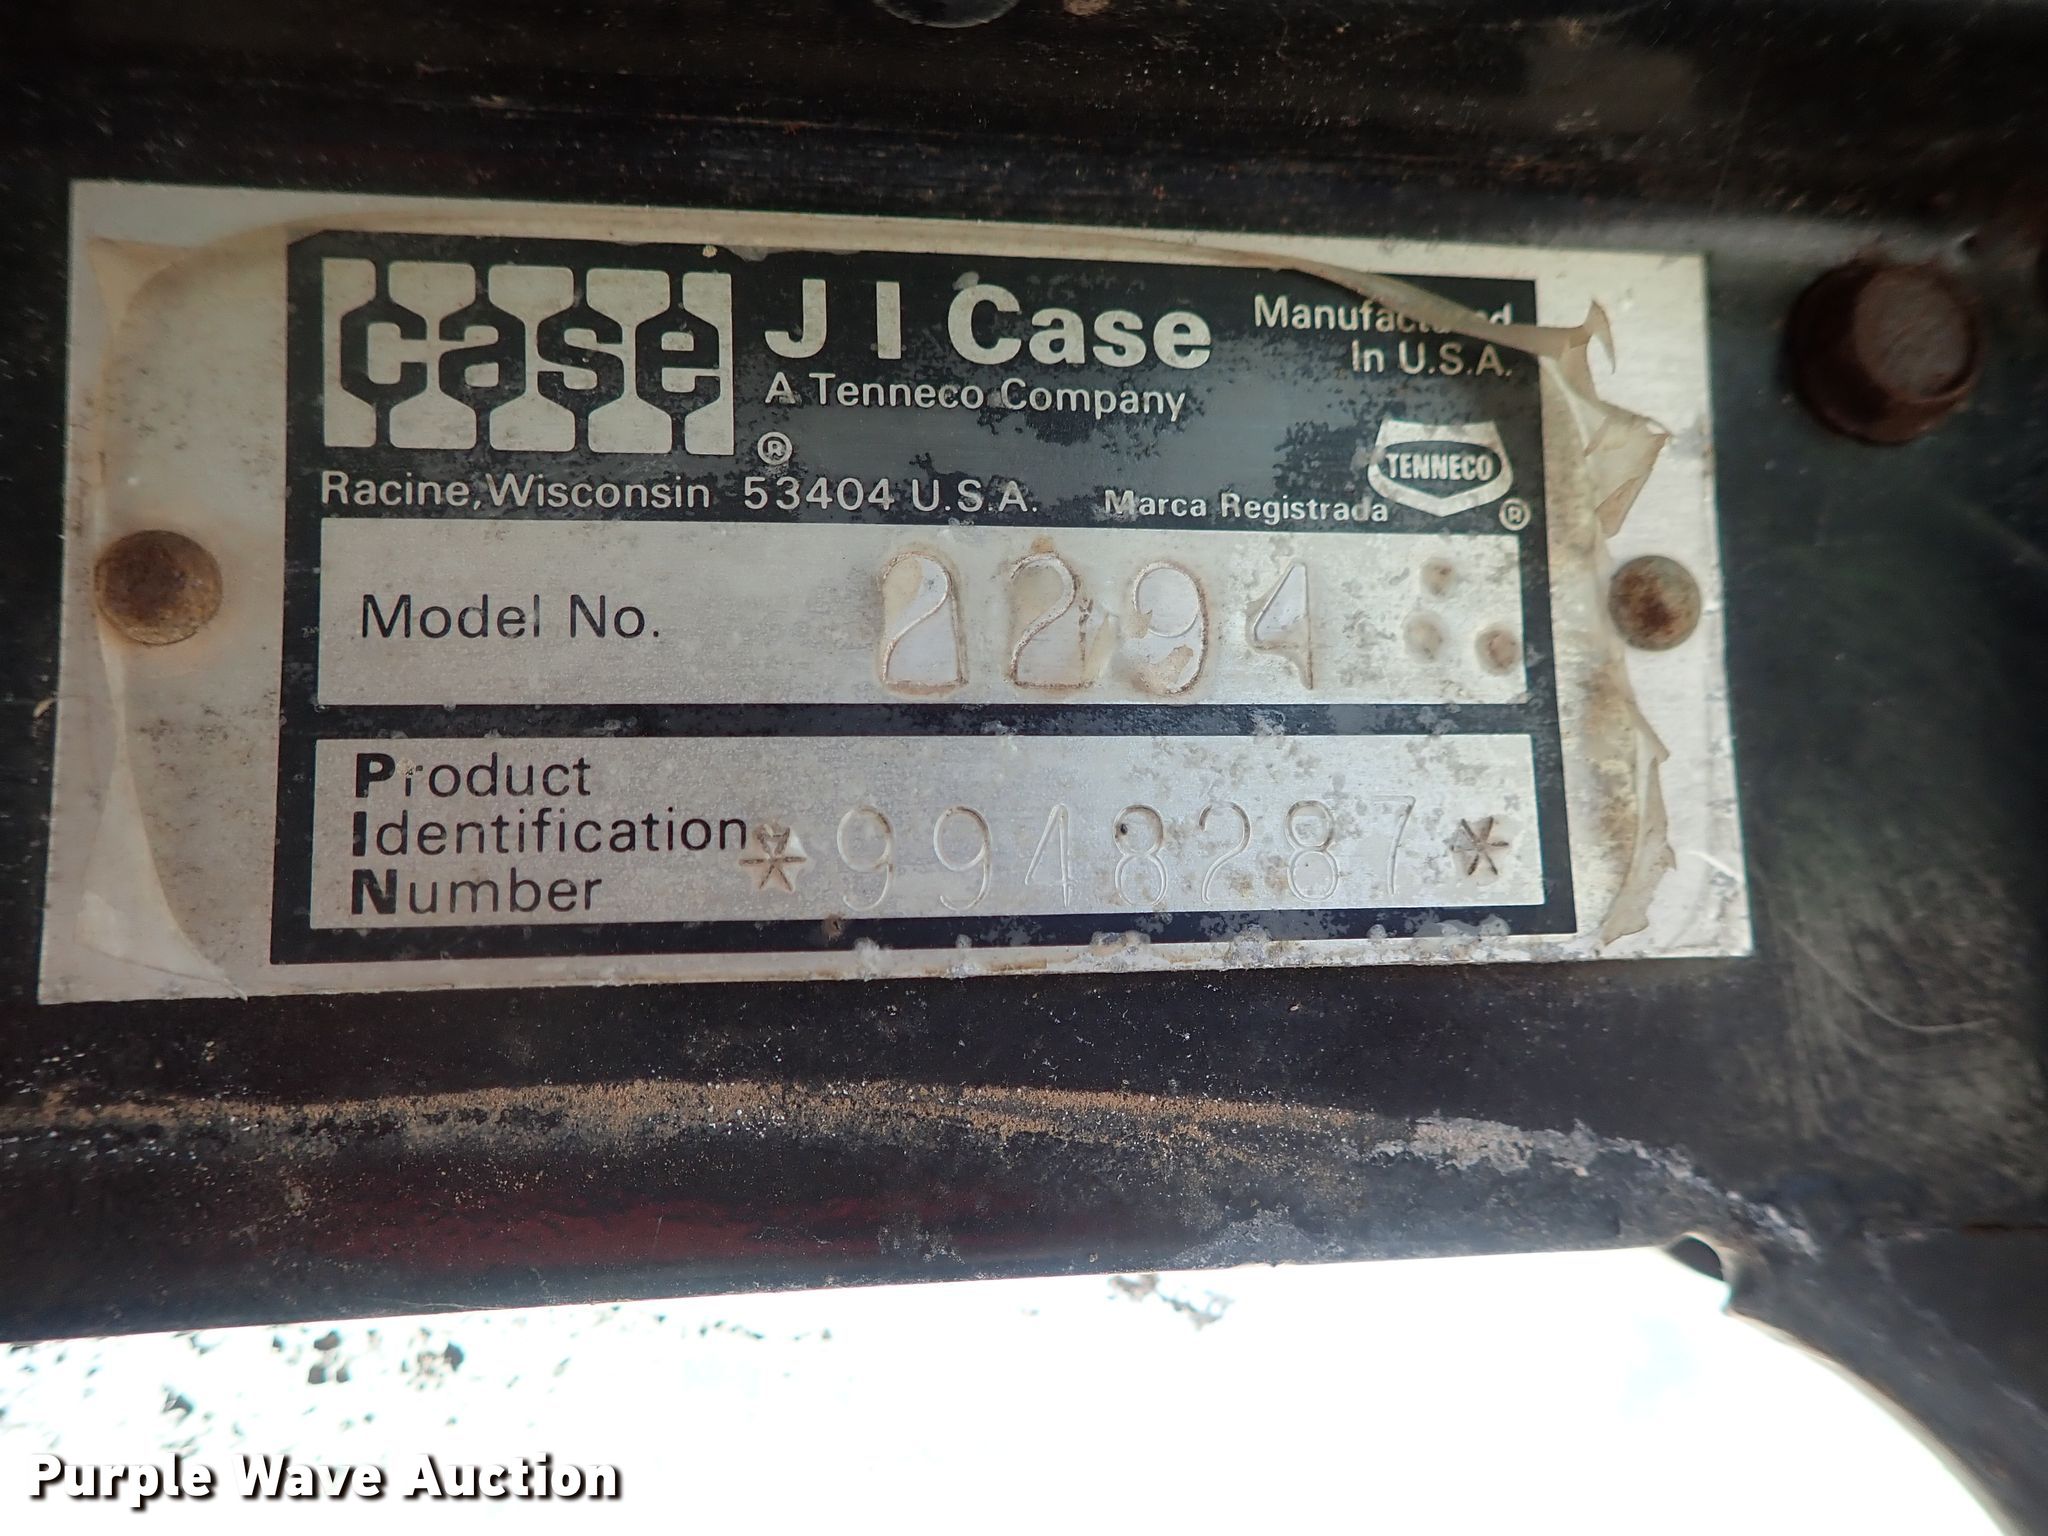 case
J I Case
A Tenneco Company
®
Manufactured
In U.S.A.
TENNECO
Racine, Wisconsin 53404 U.S.A. Marca Registrada ®
Model No. 2294
Product
Identification
Number *9948287*
Purple Wave Auction